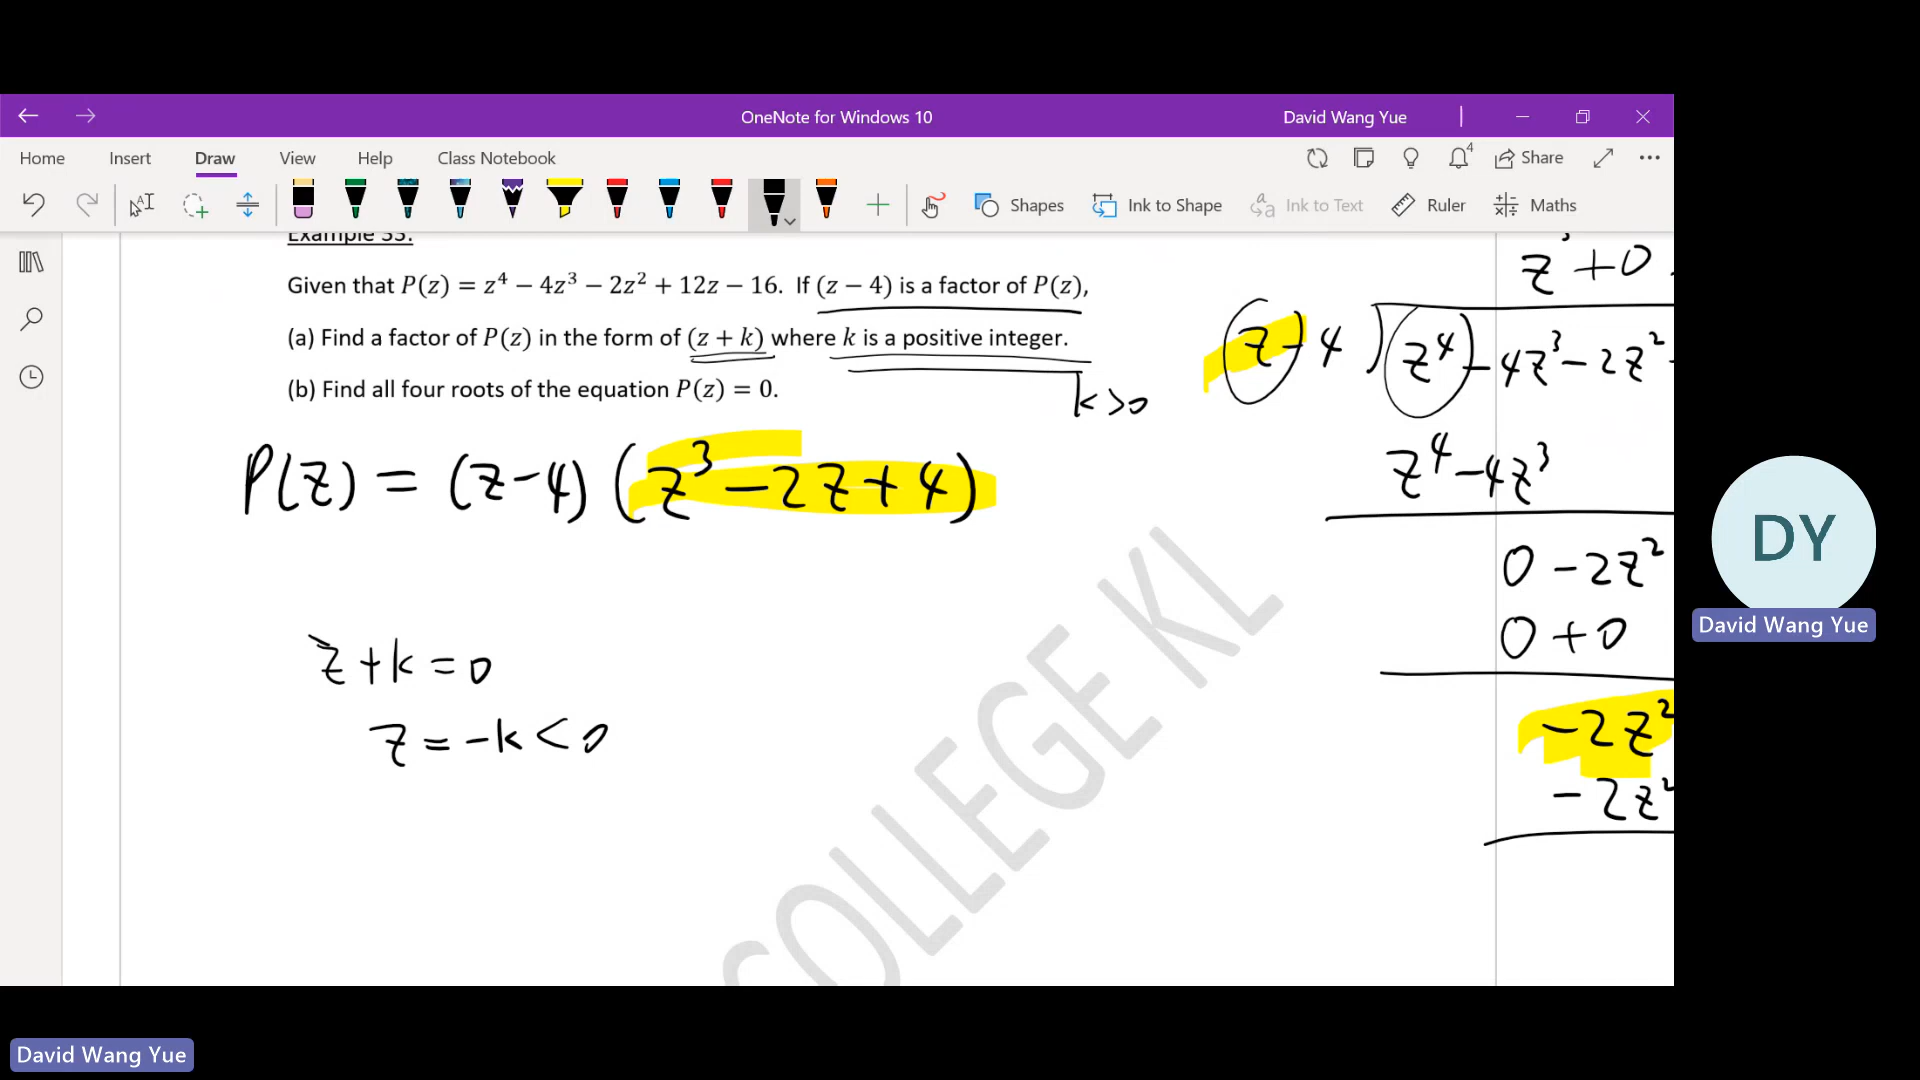 OneNote for Windows 10
David Wang Yue
Home Insert Draw View Help Class Notebook
4
Share
Shapes
Ink to Shape
Ink to Text
Ruler
Maths
Example 33:
Given that P(z) = z⁴ − 4z³ − 2z² + 12z − 16. If (z − 4) is a factor of P(z),
(a) Find a factor of P(z) in the form of (z + k) where k is a positive integer.
(b) Find all four roots of the equation P(z) = 0.
k > 0
P(z) = (z-4) (z³ - 2z + 4)
z + k = 0
z = -k < 0
z³ + 0
z - 4 ) z⁴ - 4z³ - 2z² -
z⁴ - 4z³
0 - 2z²
0 + 0
- 2z²
- 2z²
COLLEGE KL
DY
David Wang Yue
David Wang Yue